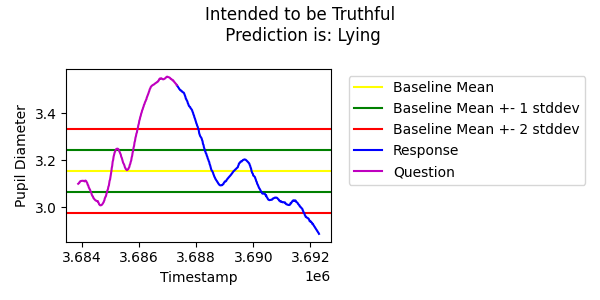 Intended to be Truthful
Prediction is: Lying
Pupil Diameter
3.4
3.2
3.0
3.684 3.686 3.688 3.690 3.692
1e6
Timestamp
Baseline Mean
Baseline Mean +- 1 stddev
Baseline Mean +- 2 stddev
Response
Question